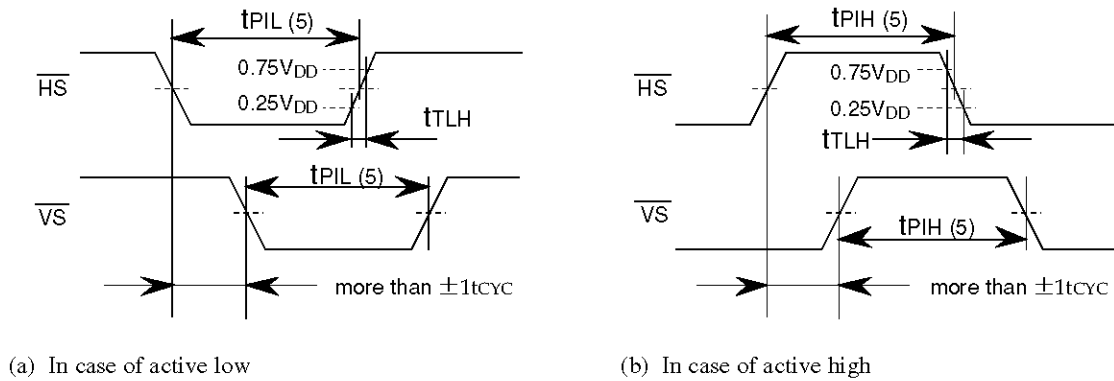 tPIL (5)
0.75VDD
HS
0.25VDD
tTLH
tPIL (5)
VS
more than ±1tCYC
(a) In case of active low
tPIH (5)
0.75VDD
HS
0.25VDD
tTLH
VS
tPIH (5)
more than ±1tCYC
(b) In case of active high